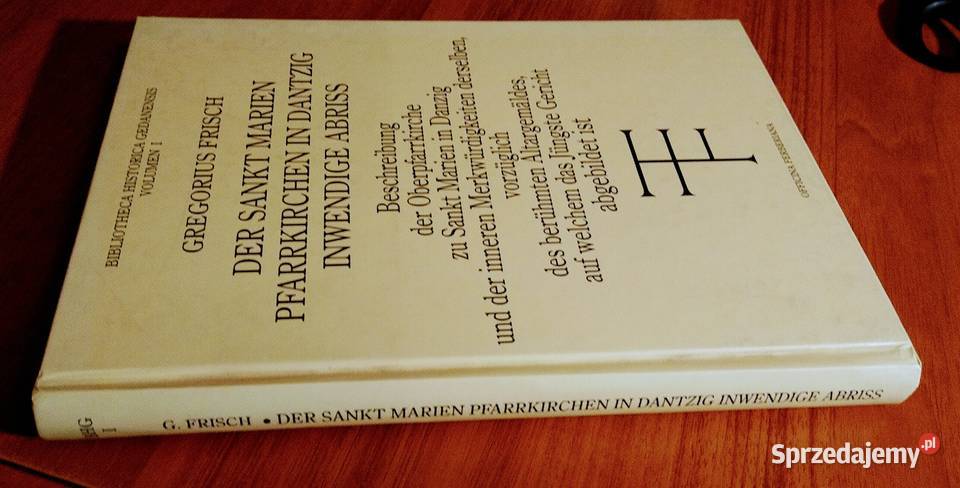 BIBLIOTHECA HISTORICA GEDANENSIS
VOLUMEN I
GREGORIUS FRISCH
DER SANKT MARIEN
PFARRKIRCHEN IN DANTZIG
INWENDIGE ABRISS
Beschreibung
der Oberpfarrkirche
zu Sankt Marien in Danzig
und der inneren Merkwürdigkeiten derselben,
vorzüglich
des berühmten Altargemäldes,
auf welchem das Jüngste Gericht
abgebildet ist
OFFICINA FERBERIANA
BHG
I
G. FRISCH • DER SANKT MARIEN PFARRKIRCHEN IN DANTZIG INWENDIGE ABRISS
Sprzedajemy.pl